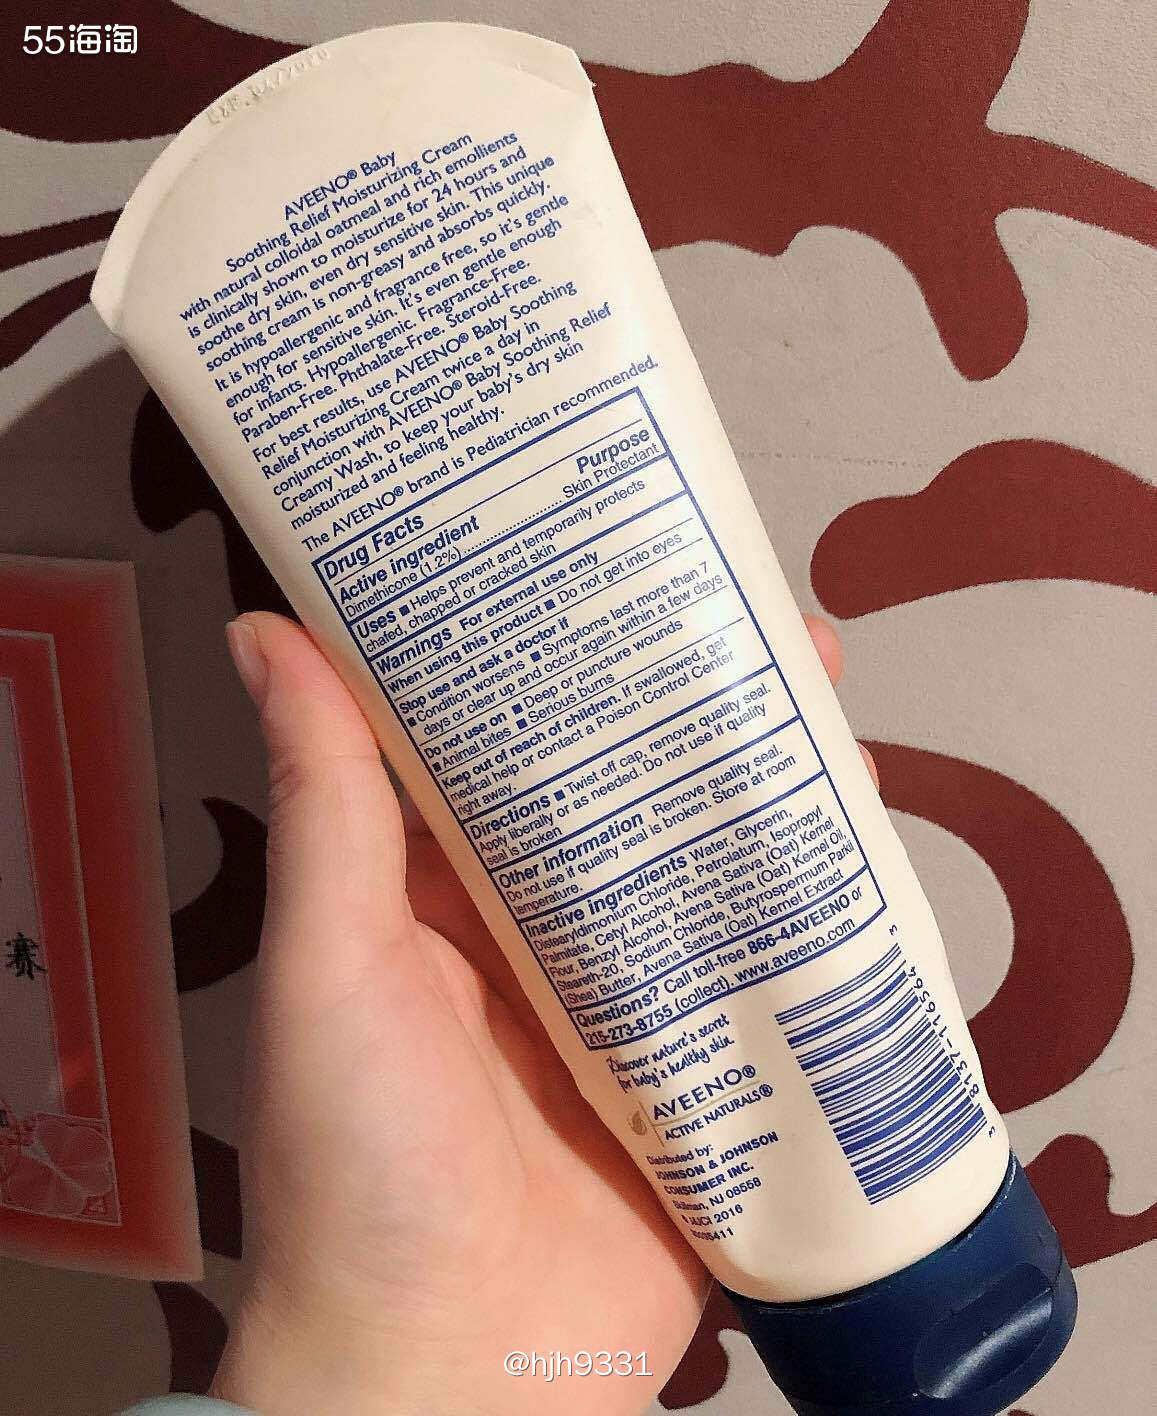 55海淘
AVEENO® Baby
Soothing Relief Moisturizing Cream
with natural colloidal oatmeal and rich emollients
is clinically shown to moisturize for 24 hours and
soothe dry skin, even dry sensitive skin. This unique
soothing cream is non-greasy and absorbs quickly.
It is hypoallergenic and fragrance free, so it's gentle
enough for sensitive skin. It's even gentle enough
for infants. Hypoallergenic. Fragrance-Free.
Paraben-Free. Phthalate-Free. Steroid-Free.
For best results, use AVEENO® Baby Soothing
Relief Moisturizing Cream twice a day in
conjunction with AVEENO® Baby Soothing Relief
Creamy Wash, to keep your baby's dry skin
moisturized and feeling healthy.
The AVEENO® brand is Pediatrician recommended.
Drug Facts
Active ingredient Purpose
Dimethicone (1.2%)........................ Skin Protectant
Uses ■ Helps prevent and temporarily protects
chafed, chapped or cracked skin
Warnings For external use only
When using this product ■ Do not get into eyes
Stop use and ask a doctor if
■ Condition worsens ■ Symptoms last more than 7
days or clear up and occur again within a few days
Do not use on ■ Deep or puncture wounds
■ Animal bites ■ Serious burns
Keep out of reach of children. If swallowed, get
medical help or contact a Poison Control Center
right away.
Directions ■ Twist off cap, remove quality seal.
Apply liberally or as needed. Do not use if quality
seal is broken
Other information Remove quality seal.
Do not use if quality seal is broken. Store at room
temperature.
Inactive ingredients Water, Glycerin,
Distearyldimonium Chloride, Petrolatum, Isopropyl
Palmitate, Cetyl Alcohol, Avena Sativa (Oat) Kernel
Flour, Benzyl Alcohol, Avena Sativa (Oat) Kernel Oil,
Steareth-20, Sodium Chloride, Butyrospermum Parkii
(Shea) Butter, Avena Sativa (Oat) Kernel Extract
Questions? Call toll-free 866-4AVEENO or
215-273-8755 (collect). www.aveeno.com
Discover nature's secret
for baby's healthy skin.
AVEENO®
ACTIVE NATURALS®
Distributed by:
JOHNSON & JOHNSON
CONSUMER INC.
Skillman, NJ 08558
© JJCI 2016
赛
@hjh9331